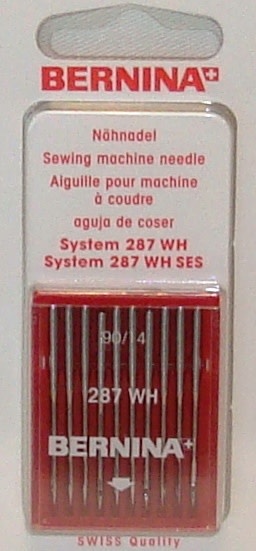 BERNINA+
Nähnadel
Sewing machine needle
Aiguille pour machine
à coudre
aguja de coser
System 287 WH
System 287 WH SES
90/14
287 WH
BERNINA+
SWISS Quality